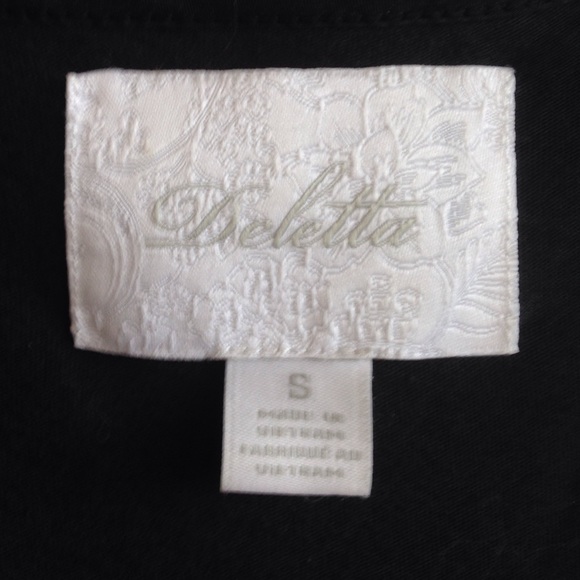 Deletta
S
MADE IN
VIETNAM
FABRIQUÉ AU
VIETNAM